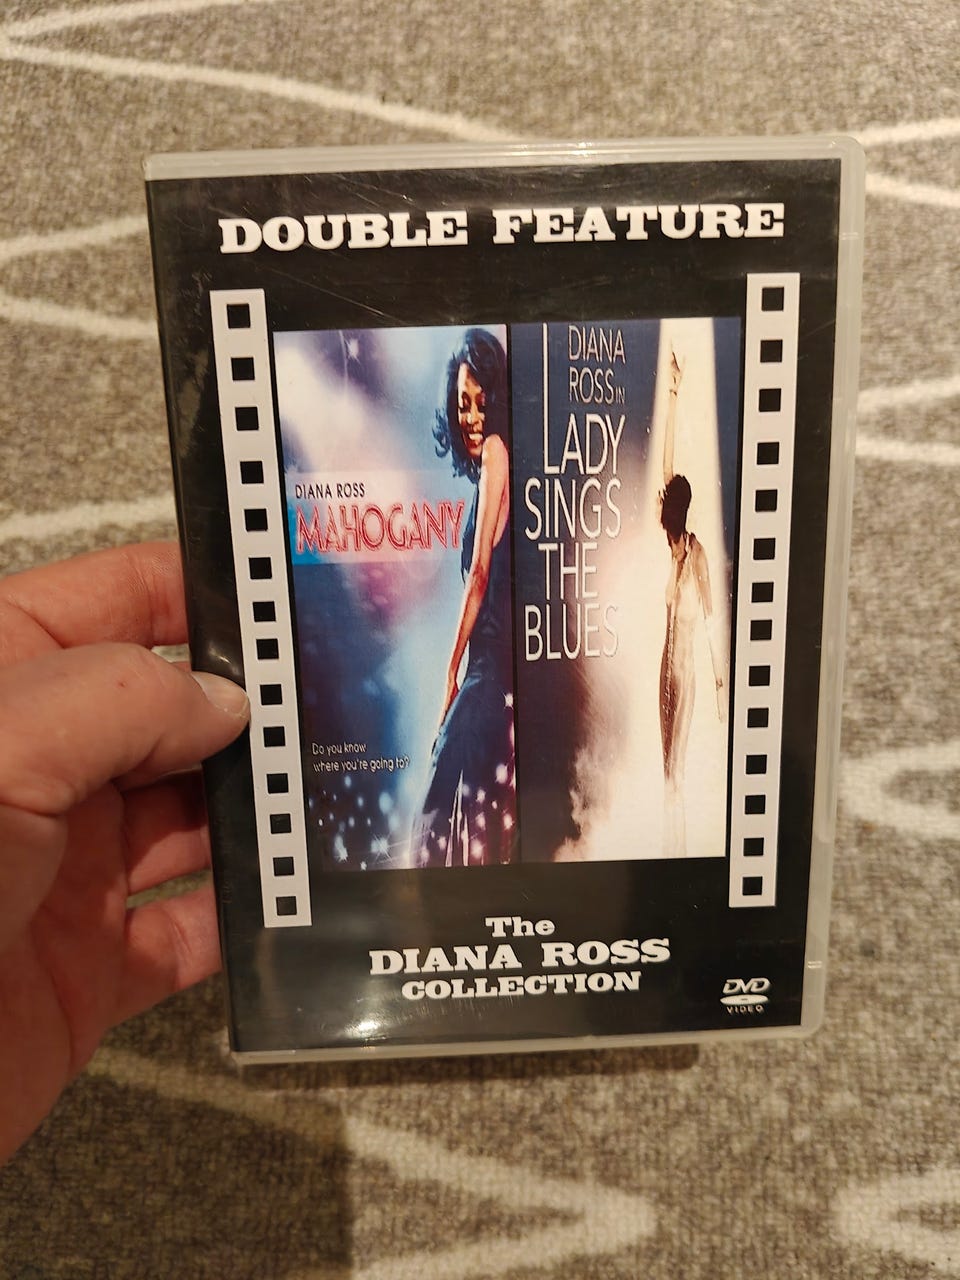 DOUBLE FEATURE
DIANA ROSS
MAHOGANY
Do you know
where you're going to?
DIANA
ROSS IN
LADY
SINGS
THE
BLUES
The
DIANA ROSS
COLLECTION
DVD
VIDEO